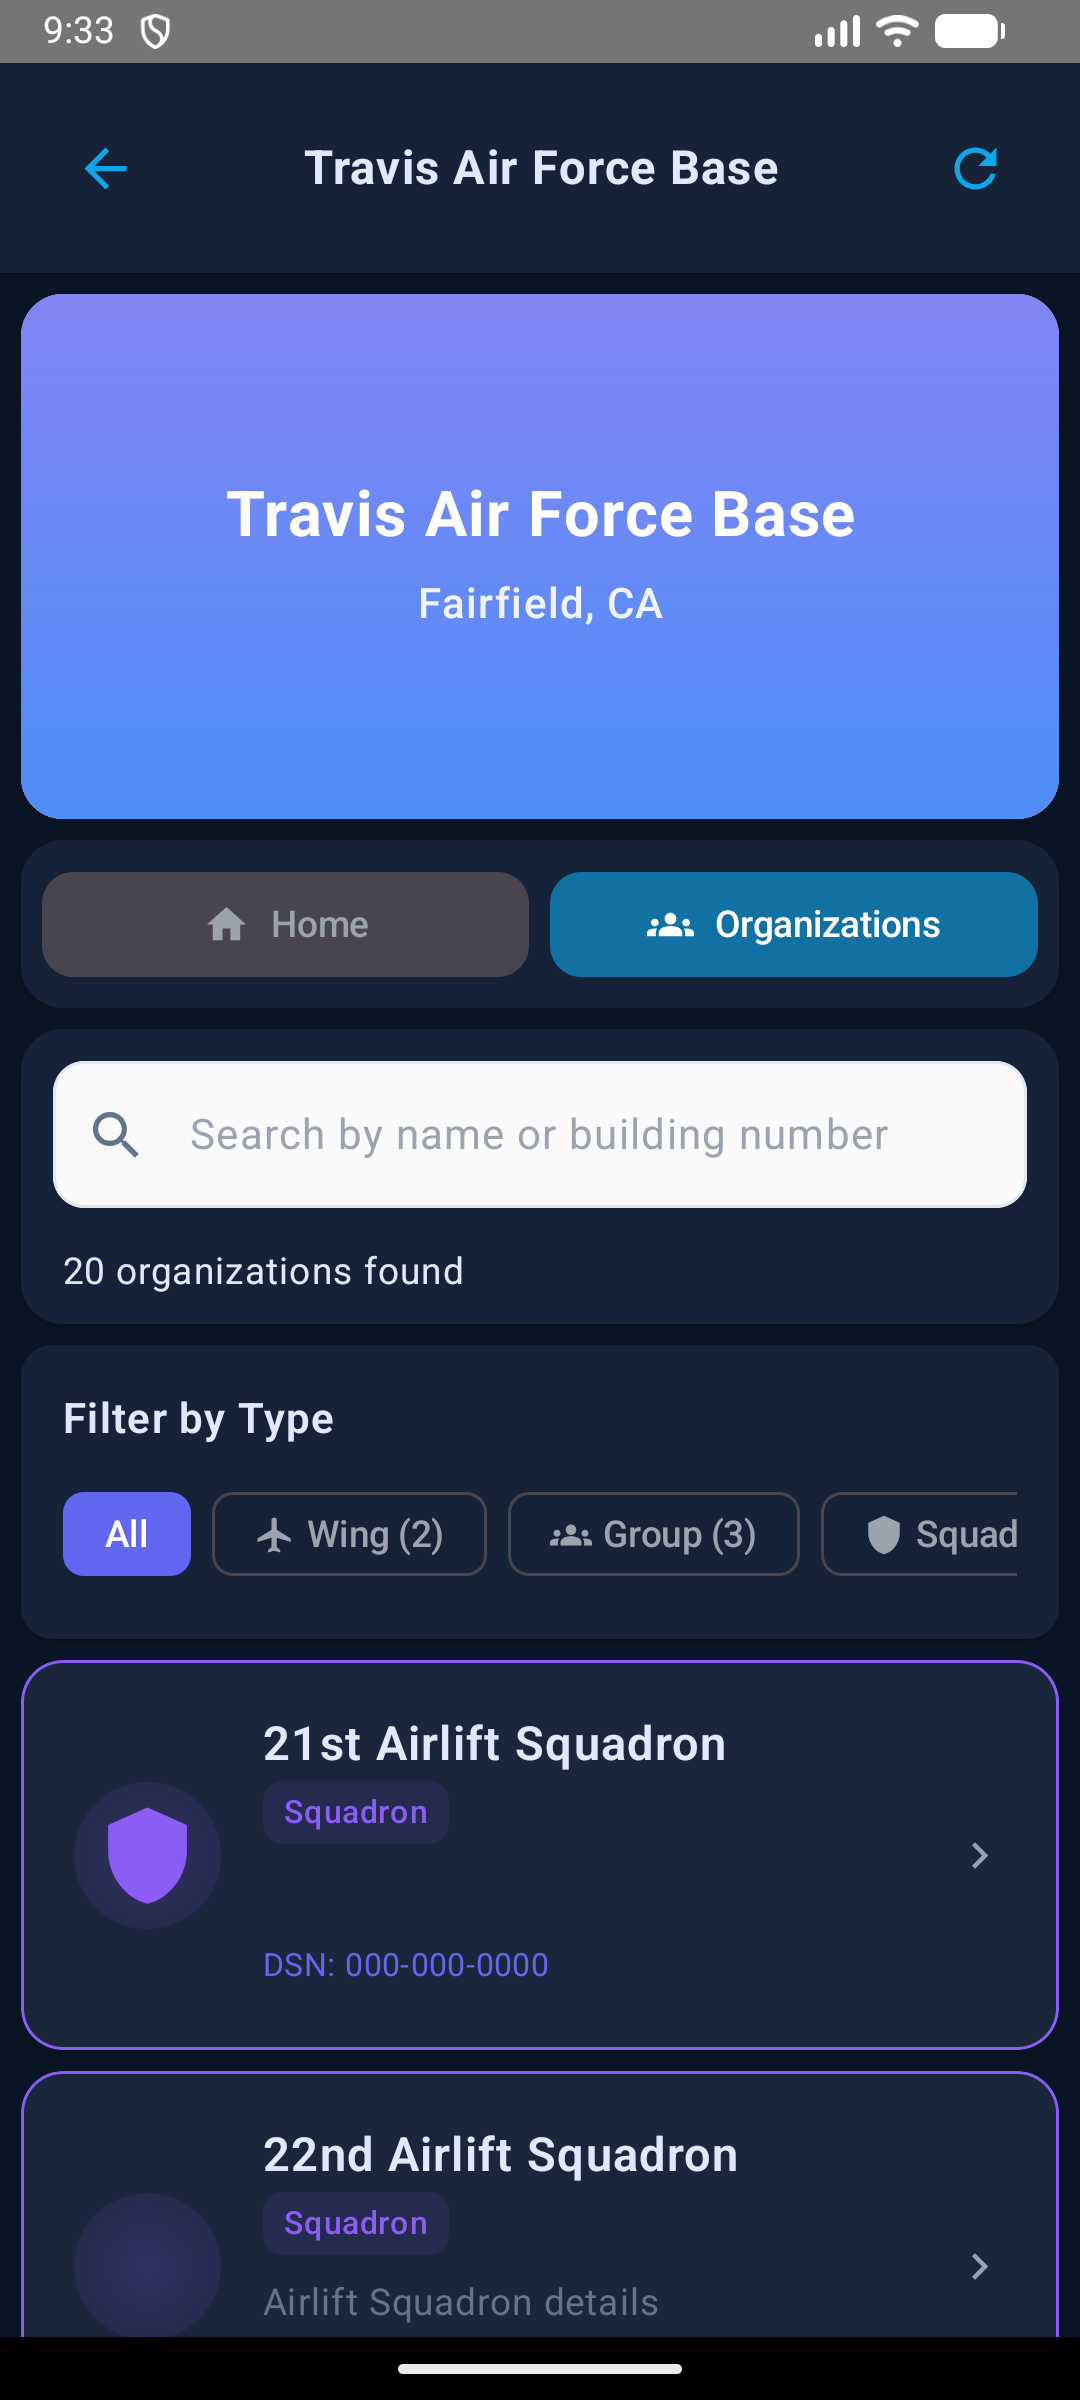 9:33
Travis Air Force Base
Travis Air Force Base
Fairfield, CA
Home
Organizations
Search by name or building number
20 organizations found
Filter by Type
All
Wing (2)
Group (3)
Squad
21st Airlift Squadron
Squadron
DSN: 000-000-0000
22nd Airlift Squadron
Squadron
Airlift Squadron details